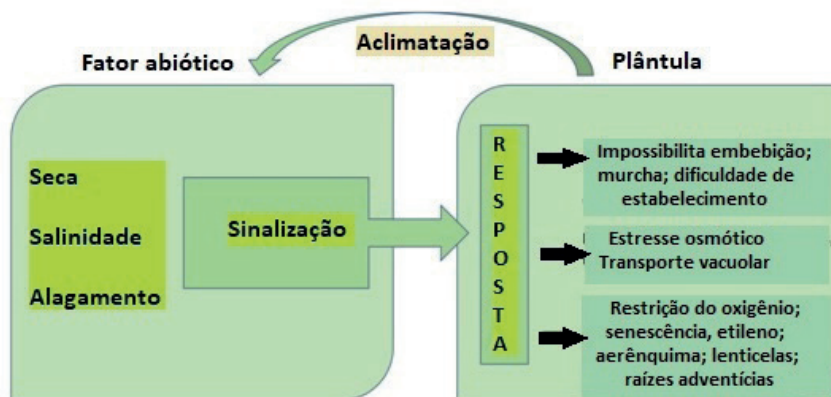 Aclimatação
Fator abiótico
Plântula
Seca
Salinidade
Alagamento
Sinalização
R
E
S
P
O
S
T
A
Impossibilita embebição;
murcha; dificuldade de
estabelecimento
Estresse osmótico
Transporte vacuolar
Restrição do oxigênio;
senescência, etileno;
aerênquima; lenticelas;
raízes adventícias